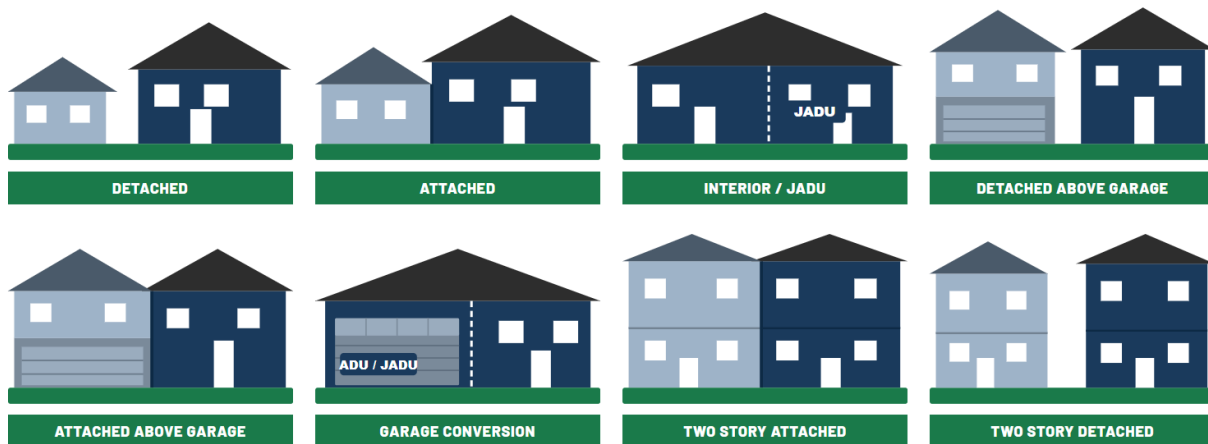 JADU
DETACHED
ATTACHED
INTERIOR / JADU
DETACHED ABOVE GARAGE
ADU / JADU
ATTACHED ABOVE GARAGE
GARAGE CONVERSION
TWO STORY ATTACHED
TWO STORY DETACHED